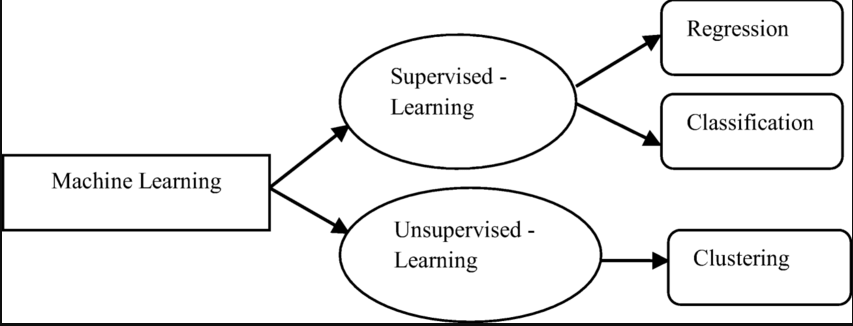 Machine Learning
Supervised -
Learning
Unsupervised -
Learning
Regression
Classification
Clustering